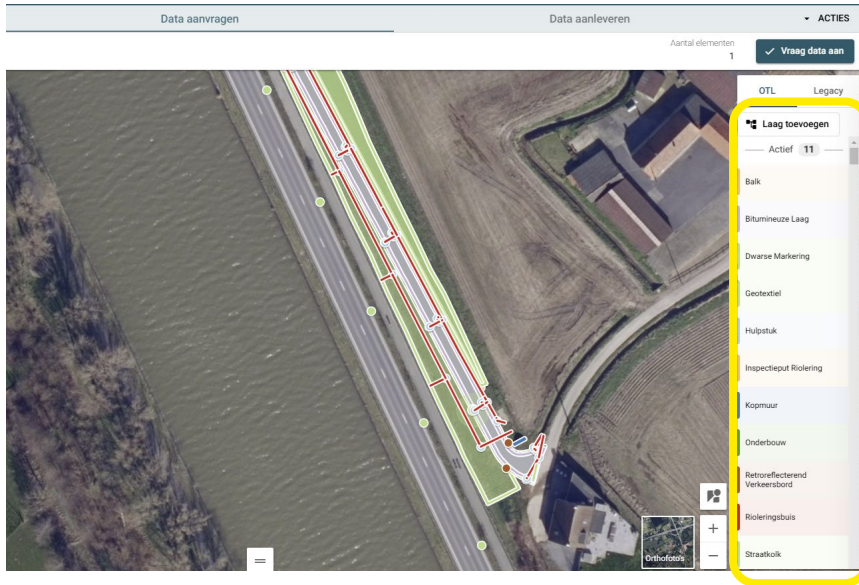 Data aanvragen
Data aanleveren
ACTIES
Aantal elementen
1
Vraag data aan
OTL
Legacy
Laag toevoegen
Actief 11
Balk
Bitumineuze Laag
Dwarse Markering
Geotextiel
Hulpstuk
Inspectieput Riolering
Kopmuur
Onderbouw
Retroreflecterend
Verkeersbord
Rioleringsbuis
Straatkolk
Orthofoto's
+
−